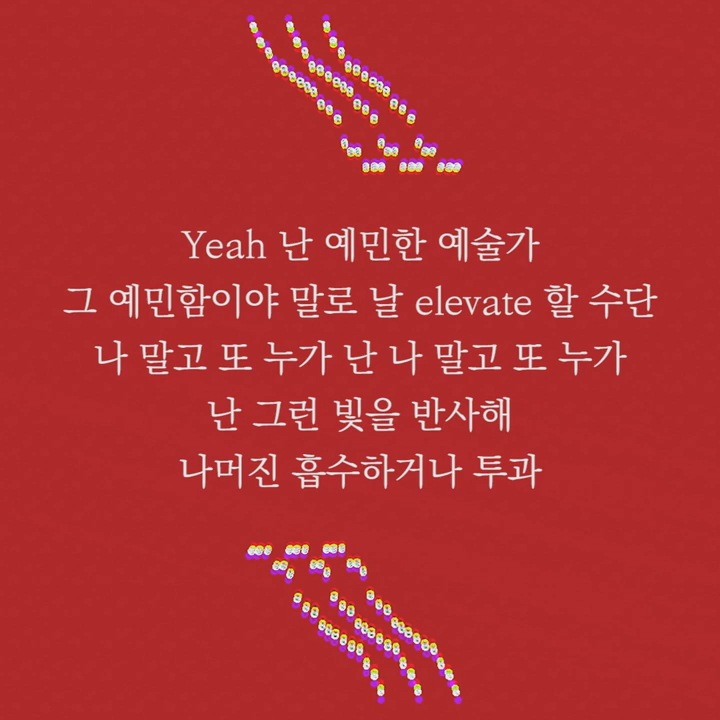 Yeah 난 예민한 예술가
그 예민함이야 말로 날 elevate 할 수단
나 말고 또 누가 난 나 말고 또 누가
난 그런 빛을 반사해
나머진 흡수하거나 투과